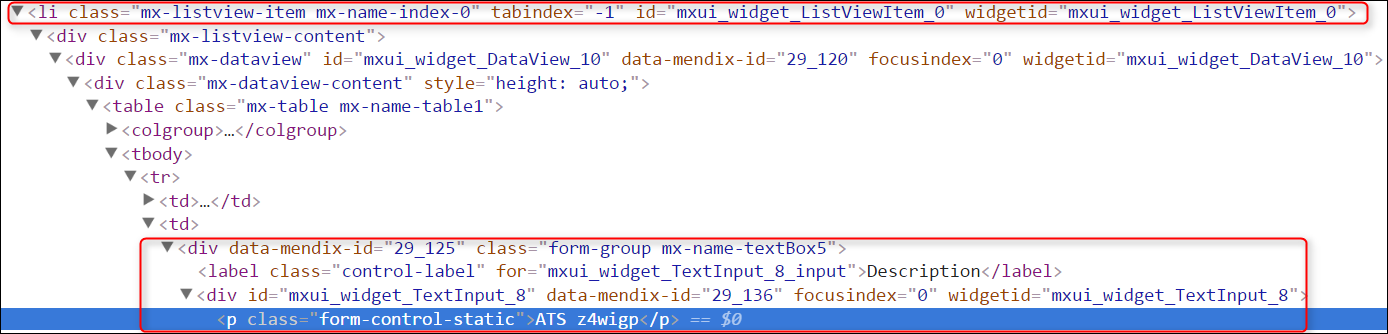 ▼<li class="mx-listview-item mx-name-index-0" tabindex="-1" id="mxui_widget_ListViewItem_0" widgetid="mxui_widget_ListViewItem_0">
▼<div class="mx-listview-content">
▼<div class="mx-dataview" id="mxui_widget_DataView_10" data-mendix-id="29_120" focusindex="0" widgetid="mxui_widget_DataView_10">
▼<div class="mx-dataview-content" style="height: auto;">
▼<table class="mx-table mx-name-table1">
▶<colgroup>…</colgroup>
▼<tbody>
▼<tr>
▶<td>…</td>
▼<td>
▼<div data-mendix-id="29_125" class="form-group mx-name-textBox5">
<label class="control-label" for="mxui_widget_TextInput_8_input">Description</label>
▼<div id="mxui_widget_TextInput_8" data-mendix-id="29_136" focusindex="0" widgetid="mxui_widget_TextInput_8">
<p class="form-control-static">ATS z4wigp</p> == $0